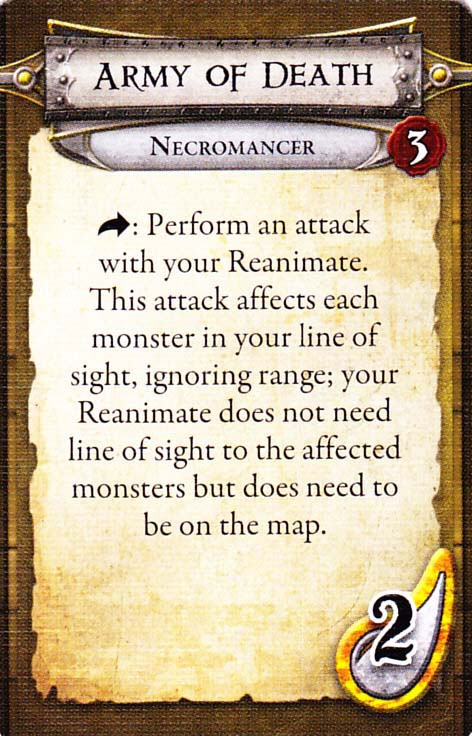 Army of Death
Necromancer
3
: Perform an attack
with your Reanimate.
This attack affects each
monster in your line of
sight, ignoring range; your
Reanimate does not need
line of sight to the affected
monsters but does need to
be on the map.
2